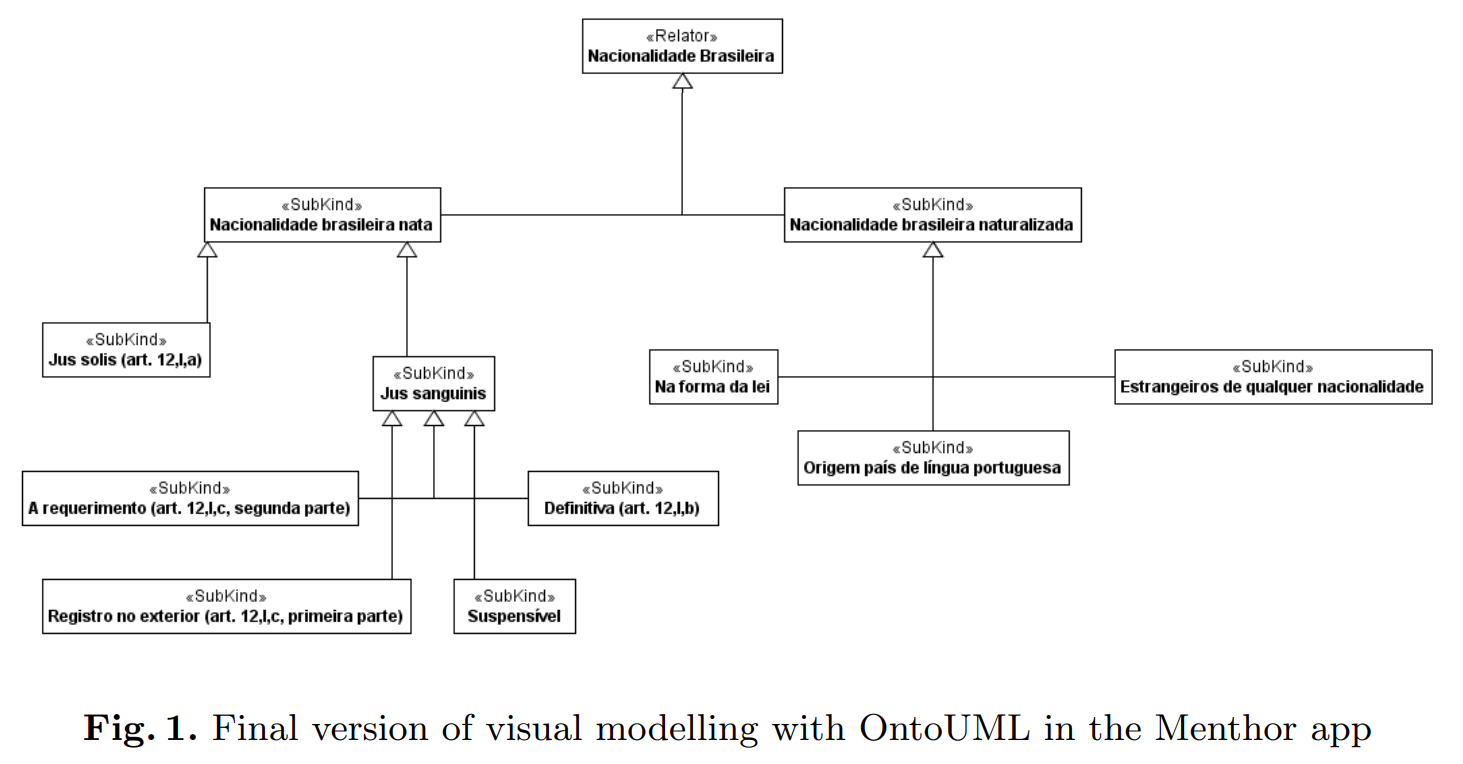 «Relator»
Nacionalidade Brasileira
«SubKind»
Nacionalidade brasileira nata
«SubKind»
Nacionalidade brasileira naturalizada
«SubKind»
Jus solis (art. 12,I,a)
«SubKind»
Jus sanguinis
«SubKind»
Na forma da lei
«SubKind»
Estrangeiros de qualquer nacionalidade
«SubKind»
Origem país de língua portuguesa
«SubKind»
A requerimento (art. 12,I,c, segunda parte)
«SubKind»
Definitiva (art. 12,I,b)
«SubKind»
Registro no exterior (art. 12,I,c, primeira parte)
«SubKind»
Suspensível
Fig. 1. Final version of visual modelling with OntoUML in the Menthor app